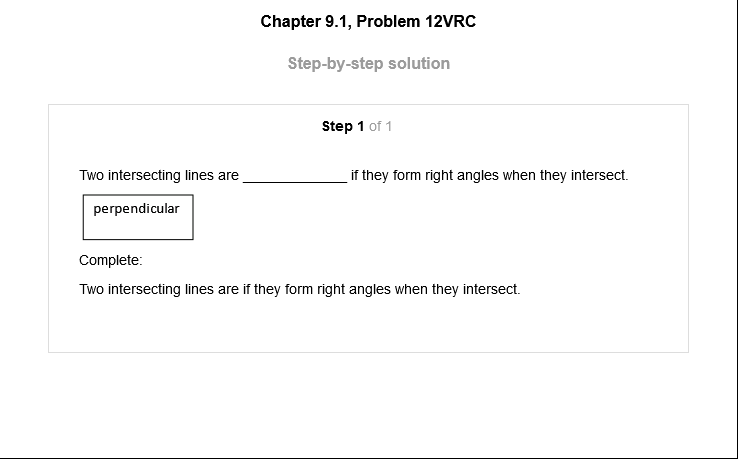 Chapter 9.1, Problem 12VRC
Step-by-step solution
Step 1 of 1
Two intersecting lines are _____________ if they form right angles when they intersect.
perpendicular
Complete:
Two intersecting lines are if they form right angles when they intersect.